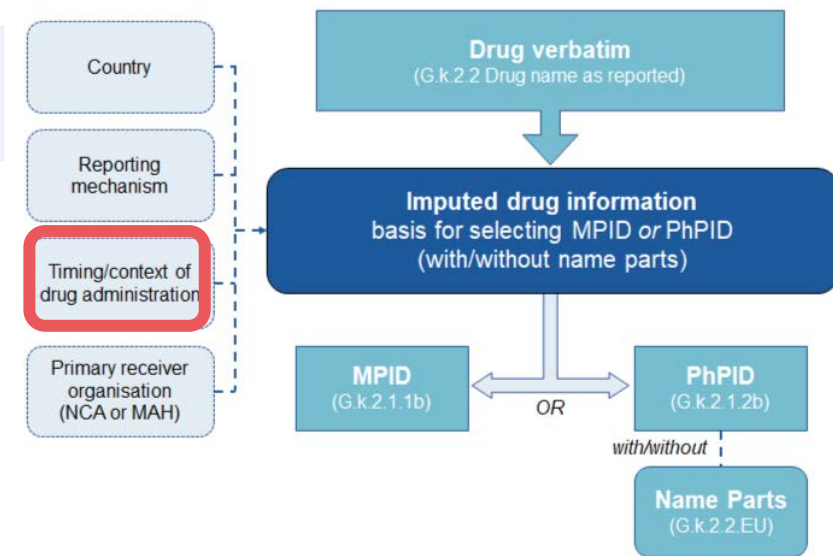 Country
Reporting
mechanism
Timing/context of
drug administration
Primary receiver
organisation
(NCA or MAH)
Drug verbatim
(G.k.2.2 Drug name as reported)
Imputed drug information
basis for selecting MPID or PhPID
(with/without name parts)
MPID
(G.k.2.1.1b)
OR
PhPID
(G.k.2.1.2b)
with/without
Name Parts
(G.k.2.2.EU)